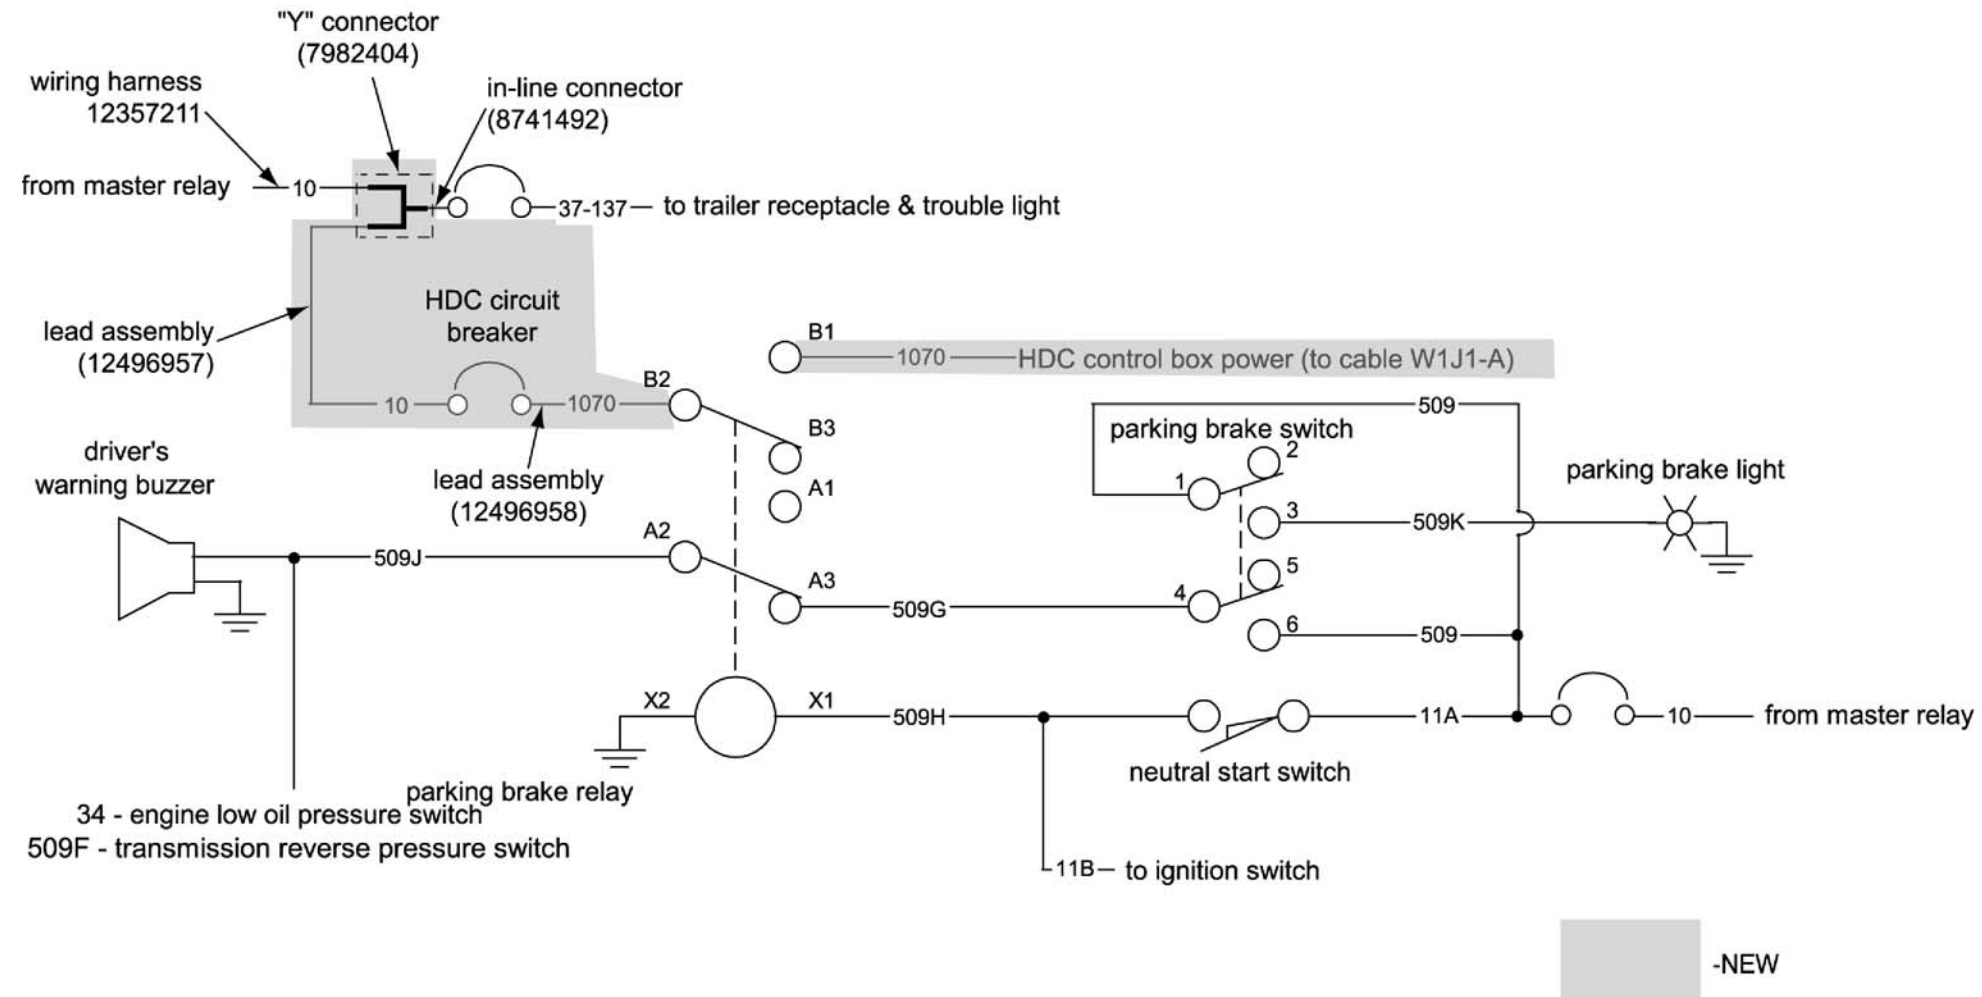 "Y" connector
(7982404)
wiring harness
12357211
in-line connector
(8741492)
from master relay
10
37-137
to trailer receptacle & trouble light
HDC circuit
breaker
lead assembly
(12496957)
B1
1070
HDC control box power (to cable W1J1-A)
B2
10
1070
509
B3
parking brake switch
2
driver's
warning buzzer
lead assembly
(12496958)
A1
1
parking brake light
3
509K
A2
509J
5
A3
4
509G
6
509
X2
X1
509H
11A
10
from master relay
neutral start switch
parking brake relay
34 - engine low oil pressure switch
509F - transmission reverse pressure switch
11B
to ignition switch
-NEW